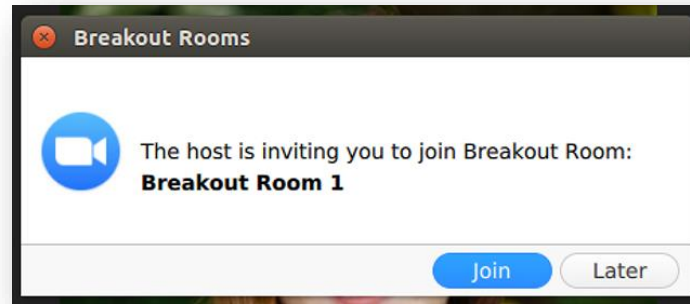 Breakout Rooms
The host is inviting you to join Breakout Room:
Breakout Room 1
Join
Later